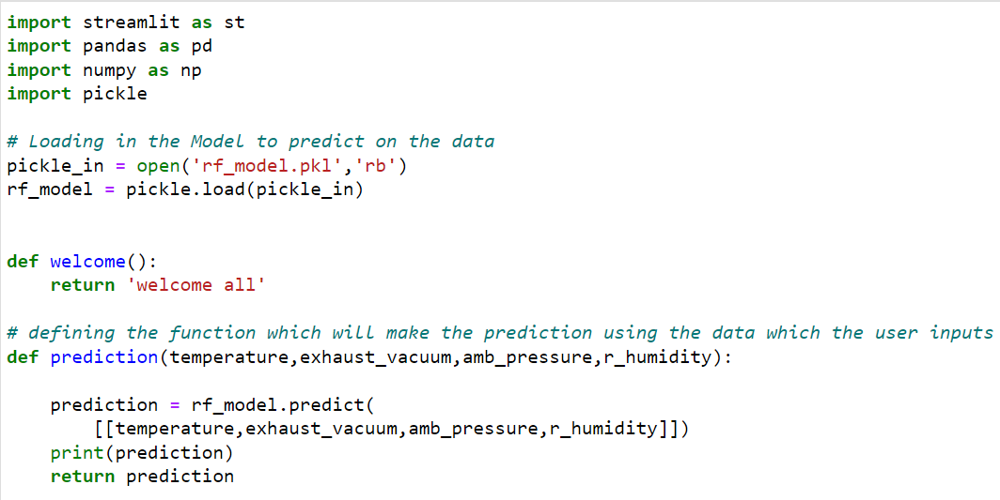 import streamlit as st
import pandas as pd
import numpy as np
import pickle
# Loading in the Model to predict on the data
pickle_in = open('rf_model.pkl','rb')
rf_model = pickle.load(pickle_in)
def welcome():
    return 'welcome all'
# defining the function which will make the prediction using the data which the user inputs
def prediction(temperature,exhaust_vacuum,amb_pressure,r_humidity):
    prediction = rf_model.predict(
        [[temperature,exhaust_vacuum,amb_pressure,r_humidity]])
    print(prediction)
    return prediction